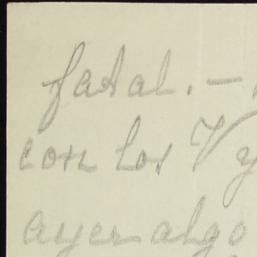 fatal. —
con los V y
ayer algo